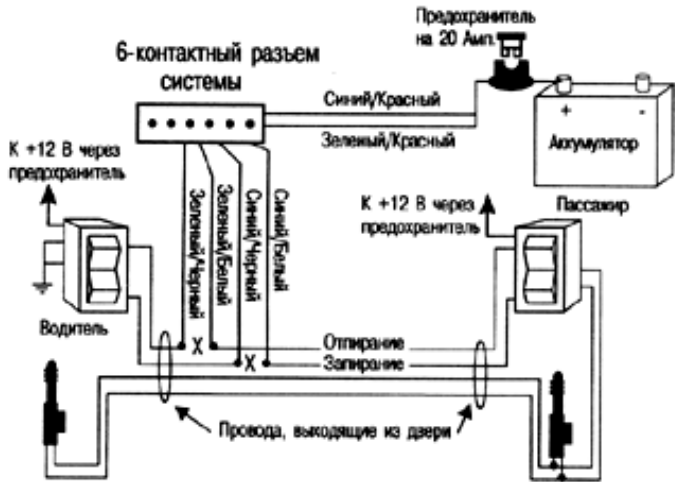 Предохранитель
на 20 Амп.
6-контактный разъем
системы
Синий/Красный
Зеленый/Красный
+ -
Аккумулятор
К +12 В через
предохранитель
Зеленый/Черный
Зеленый/Белый
Синий/Черный
Синий/Белый
К +12 В через
предохранитель
Пассажир
Водитель
X
Отпирание
X
Запирание
Провода, выходящие из двери